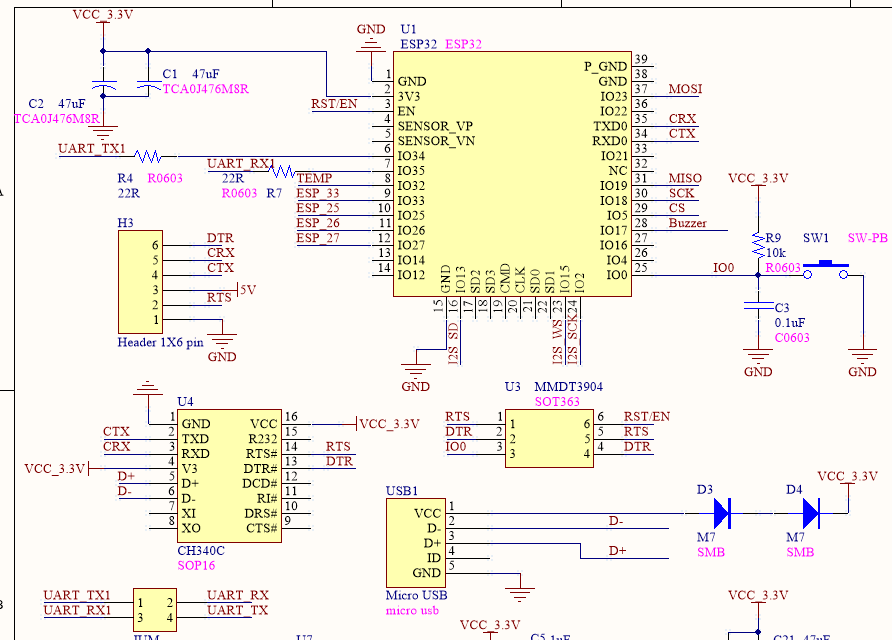 VCC_3.3V
C1 47uF
TCA0J476M8R
C2 47uF
TCA0J476M8R
GND
U1
ESP32 ESP32
1 GND
2 3V3
RST/EN 3 EN
4 SENSOR_VP
5 SENSOR_VN
UART_TX1 6 IO34
R4 R0603
22R
UART_RX1 7 IO35
22R
R0603 R7
TEMP 8 IO32
ESP_33 9 IO33
ESP_25 10 IO25
ESP_26 11 IO26
ESP_27 12 IO27
13 IO14
14 IO12
P_GND 39
GND 38
IO23 37 MOSI
IO22 36
TXD0 35 CRX
RXD0 34 CTX
IO21 33
NC 32
IO19 31 MISO
IO18 30 SCK
IO5 29 CS
IO17 28 Buzzer
IO16 27
IO4 26
IO0 25 IO0
GND IO13 SD2 SD3 CMD CLK SD0 SD1 IO15 IO2
15 16 17 18 19 20 21 22 23 24
I2S_SD I2S_WS I2S_SCK
GND
VCC_3.3V
R9
10k
R0603
SW1 SW-PB
C3
0.1uF
C0603
GND
GND
H3
6 DTR
5 CRX
4 CTX
3 5V
2 RTS
1
Header 1X6 pin
GND
U4
1 GND VCC 16 VCC_3.3V
CTX 2 TXD R232 15
CRX 3 RXD RTS# 14 RTS
VCC_3.3V 4 V3 DTR# 13 DTR
D+ 5 D+ DCD# 12
D- 6 D- RI# 11
7 XI DRS# 10
8 XO CTS# 9
CH340C
SOP16
U3 MMDT3904
SOT363
RTS 1 6 RST/EN
DTR 2 5 RTS
IO0 3 4 DTR
USB1
VCC 1
D- 2 D-
D+ 3 D+
ID 4
GND 5
Micro USB
micro usb
D3
M7
SMB
D4
M7
SMB
VCC_3.3V
UART_TX1 1 2 UART_RX
UART_RX1 3 4 UART_TX
B
VCC_3.3V
VCC_3.3V